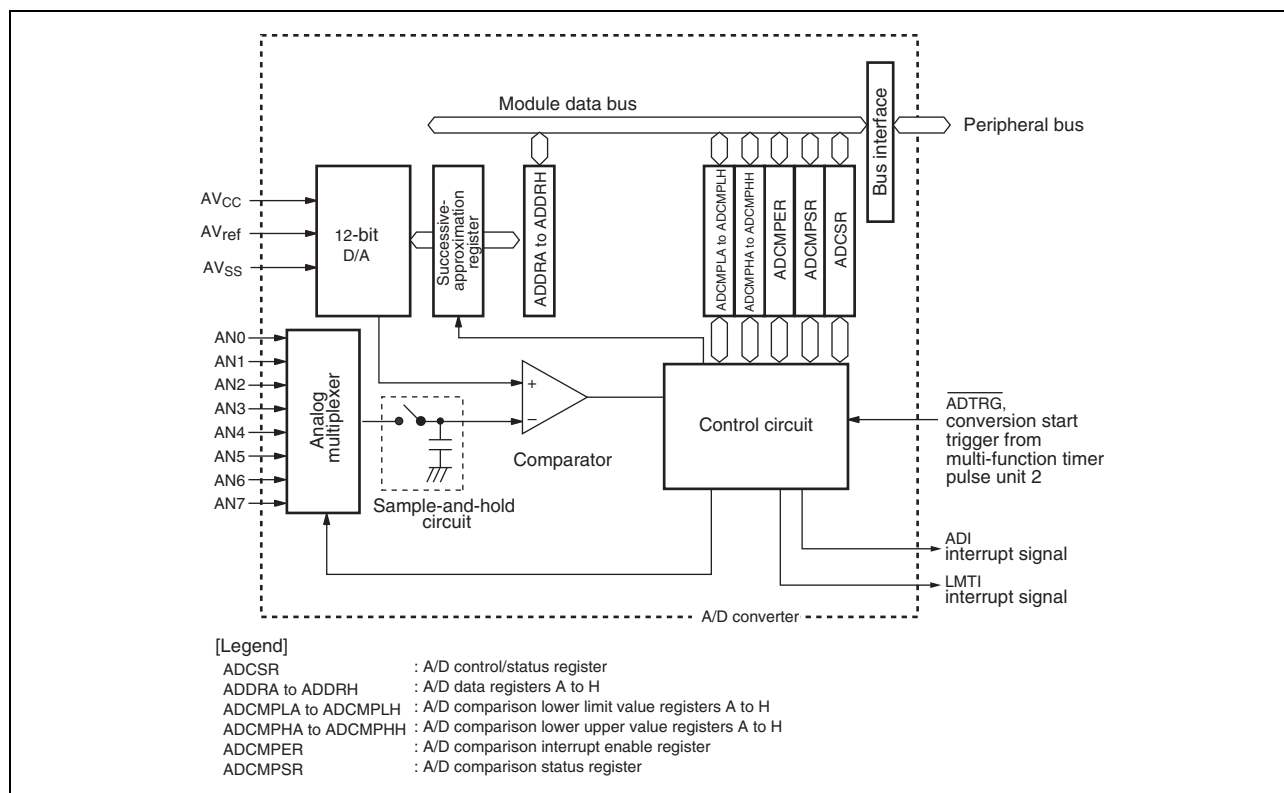 Module data bus
Bus interface
Peripheral bus
AVCC
AVref
AVSS
12-bit
D/A
Successive-
approximation
register
ADDRA to ADDRH
ADCMPLA to ADCMPLH
ADCMPHA to ADCMPHH
ADCMPER
ADCMPSR
ADCSR
AN0
AN1
AN2
AN3
AN4
AN5
AN6
AN7
Analog
multiplexer
+
−
Comparator
Sample-and-hold
circuit
Control circuit
ADTRG,
conversion start
trigger from
multi-function timer
pulse unit 2
ADI
interrupt signal
LMTI
interrupt signal
A/D converter
[Legend]
ADCSR : A/D control/status register
ADDRA to ADDRH : A/D data registers A to H
ADCMPLA to ADCMPLH : A/D comparison lower limit value registers A to H
ADCMPHA to ADCMPHH : A/D comparison lower upper value registers A to H
ADCMPER : A/D comparison interrupt enable register
ADCMPSR : A/D comparison status register